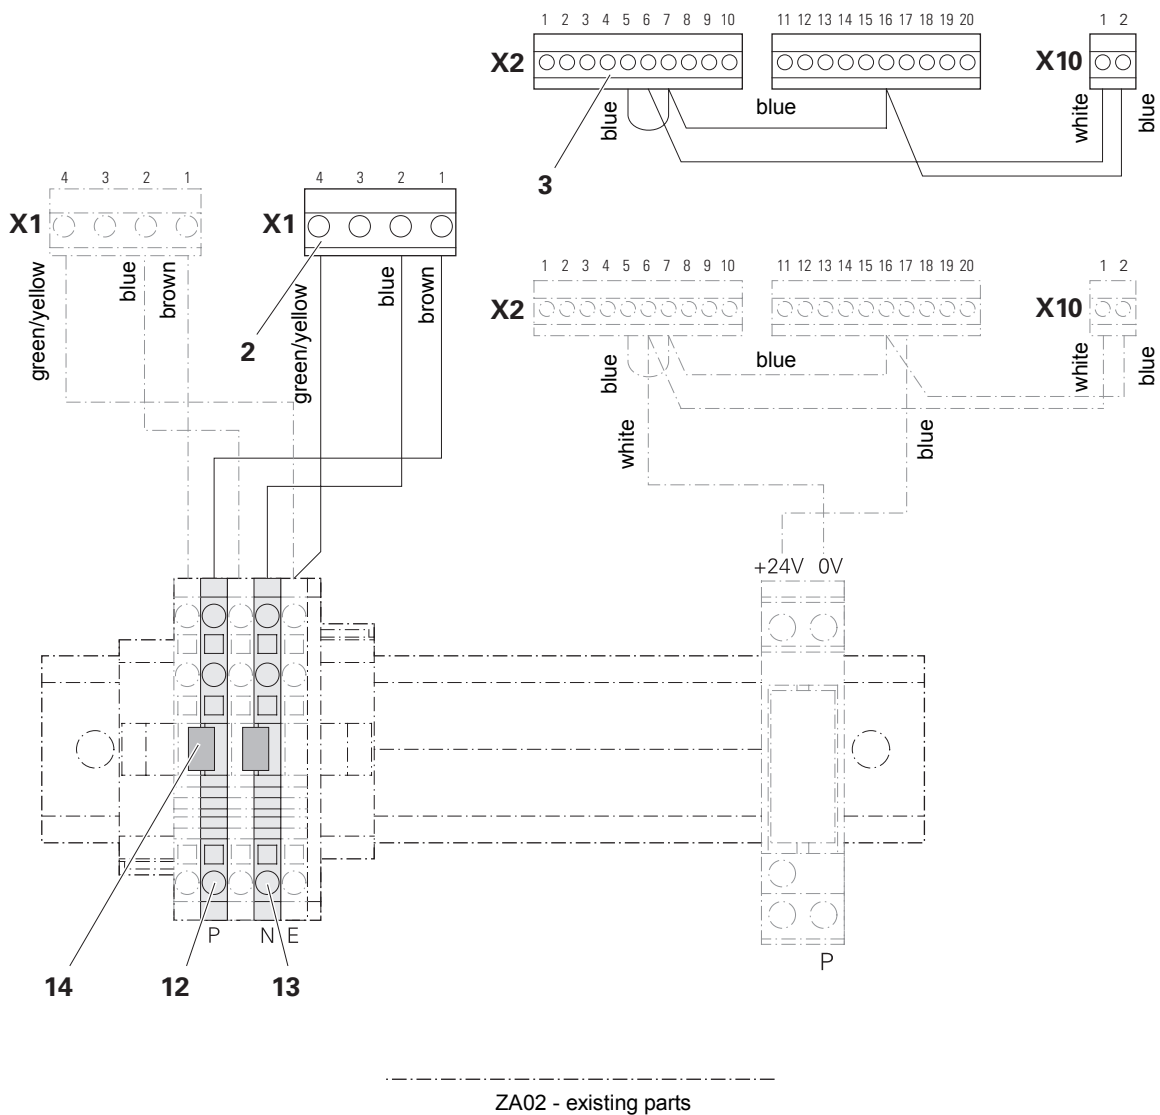 1 2 3 4 5 6 7 8 9 10 11 12 13 14 15 16 17 18 19 20 1 2
X2 X10
blue blue white blue
3
4 3 2 1 4 3 2 1
X1 X1
green/yellow blue brown green/yellow blue brown
2
1 2 3 4 5 6 7 8 9 10 11 12 13 14 15 16 17 18 19 20 1 2
X2 X10
blue blue white blue
white blue
+24V 0V
P N E
P
14 12 13
ZA02 - existing parts